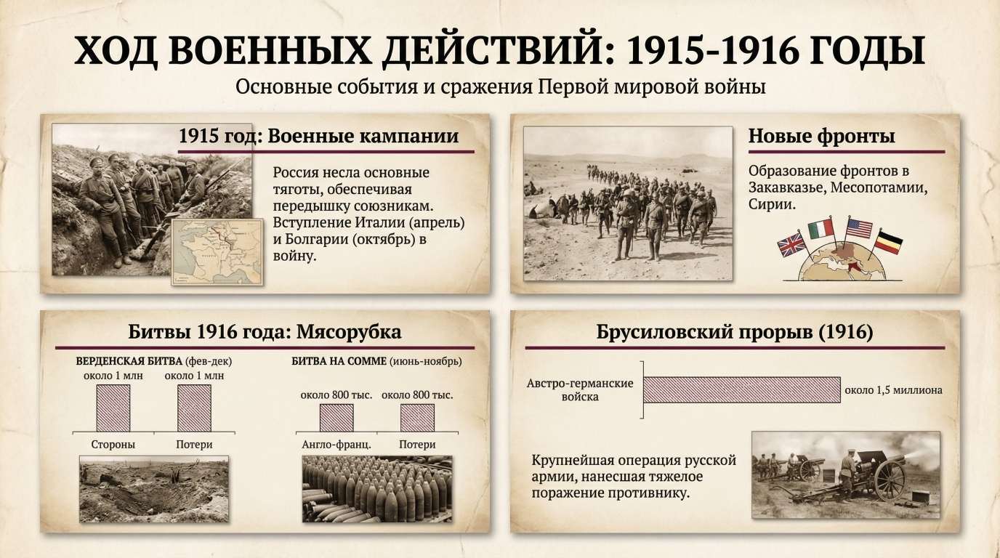 ХОД ВОЕННЫХ ДЕЙСТВИЙ: 1915-1916 ГОДЫ
Основные события и сражения Первой мировой войны
1915 год: Военные кампании
Россия несла основные
тяготы, обеспечивая
передышку союзникам.
Вступление Италии (апрель)
и Болгарии (октябрь) в
войну.
Новые фронты
Образование фронтов в
Закавказье, Месопотамии,
Сирии.
Битвы 1916 года: Мясорубка
ВЕРДЕНСКАЯ БИТВА (фев-дек)
около 1 млн около 1 млн
Стороны Потери
БИТВА НА СОММЕ (июнь-ноябрь)
около 800 тыс. около 800 тыс.
Англо-франц. Потери
Брусиловский прорыв (1916)
Австро-германские
войска
около 1,5 миллиона
Крупнейшая операция русской
армии, нанесшая тяжелое
поражение противнику.